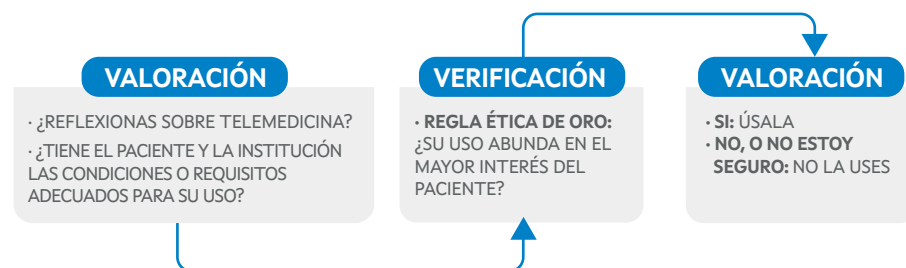 VALORACIÓN
· ¿REFLEXIONAS SOBRE TELEMEDICINA?
· ¿TIENE EL PACIENTE Y LA INSTITUCIÓN
LAS CONDICIONES O REQUISITOS
ADECUADOS PARA SU USO?
VERIFICACIÓN
· REGLA ÉTICA DE ORO:
¿SU USO ABUNDA EN EL
MAYOR INTERÉS DEL
PACIENTE?
VALORACIÓN
· SI: ÚSALA
· NO, O NO ESTOY
SEGURO: NO LA USES